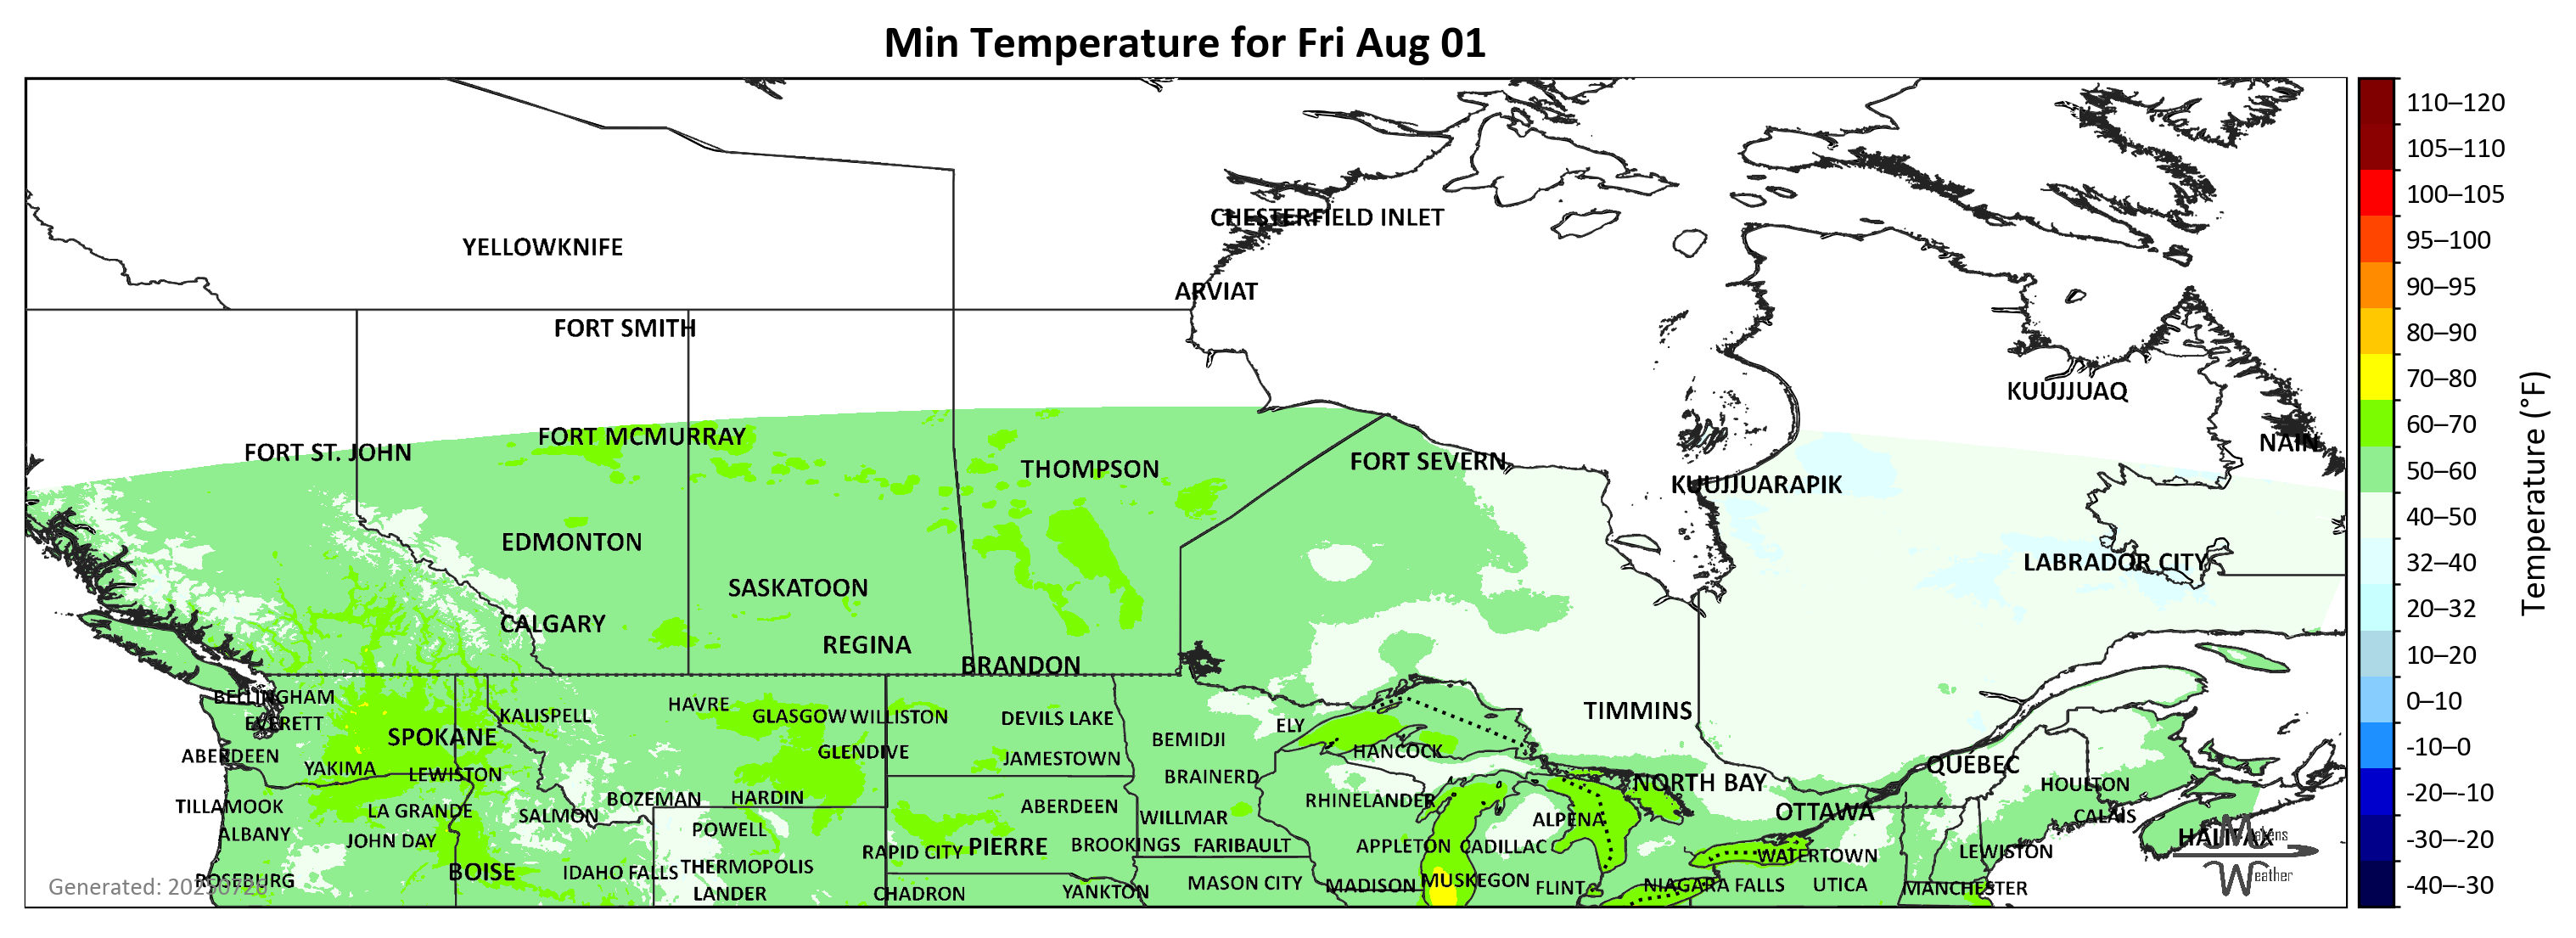 Min Temperature for Fri Aug 01
110–120
105–110
100–105
95–100
90–95
80–90
70–80
60–70
50–60
40–50
32–40
20–32
10–20
0–10
-10–0
-20–-10
-30–-20
-40–-30
Temperature (°F)
CHESTERFIELD INLET
YELLOWKNIFE
ARVIAT
FORT SMITH
KUUJJUAQ
FORT MCMURRAY
NAIN
FORT ST. JOHN
FORT SEVERN
THOMPSON
KUUJJUARAPIK
EDMONTON
LABRADOR CITY
SASKATOON
CALGARY
REGINA
BRANDON
BELLINGHAM
HAVRE
TIMMINS
KALISPELL
GLASGOW
WILLISTON
DEVILS LAKE
EVERETT
ELY
SPOKANE
BEMIDJI
HANCOCK
GLENDIVE
ABERDEEN
JAMESTOWN
QUÉBEC
YAKIMA
LEWISTON
BRAINERD
NORTH BAY
HOULTON
BOZEMAN
HARDIN
RHINELANDER
TILLAMOOK
ABERDEEN
LA GRANDE
OTTAWA
SALMON
WILLMAR
CALAIS
ALPENA
POWELL
ALBANY
HALIFAX
JOHN DAY
PIERRE
BROOKINGS
FARIBAULT
APPLETON
CADILLAC
RAPID CITY
LEWISTON
WATERTOWN
THERMOPOLIS
BOISE
IDAHO FALLS
ROSEBURG
MUSKEGON
MASON CITY
MADISON
FLINT
NIAGARA FALLS
UTICA
MANCHESTER
LANDER
CHADRON
YANKTON
Makens
Weather
Generated: 20250726